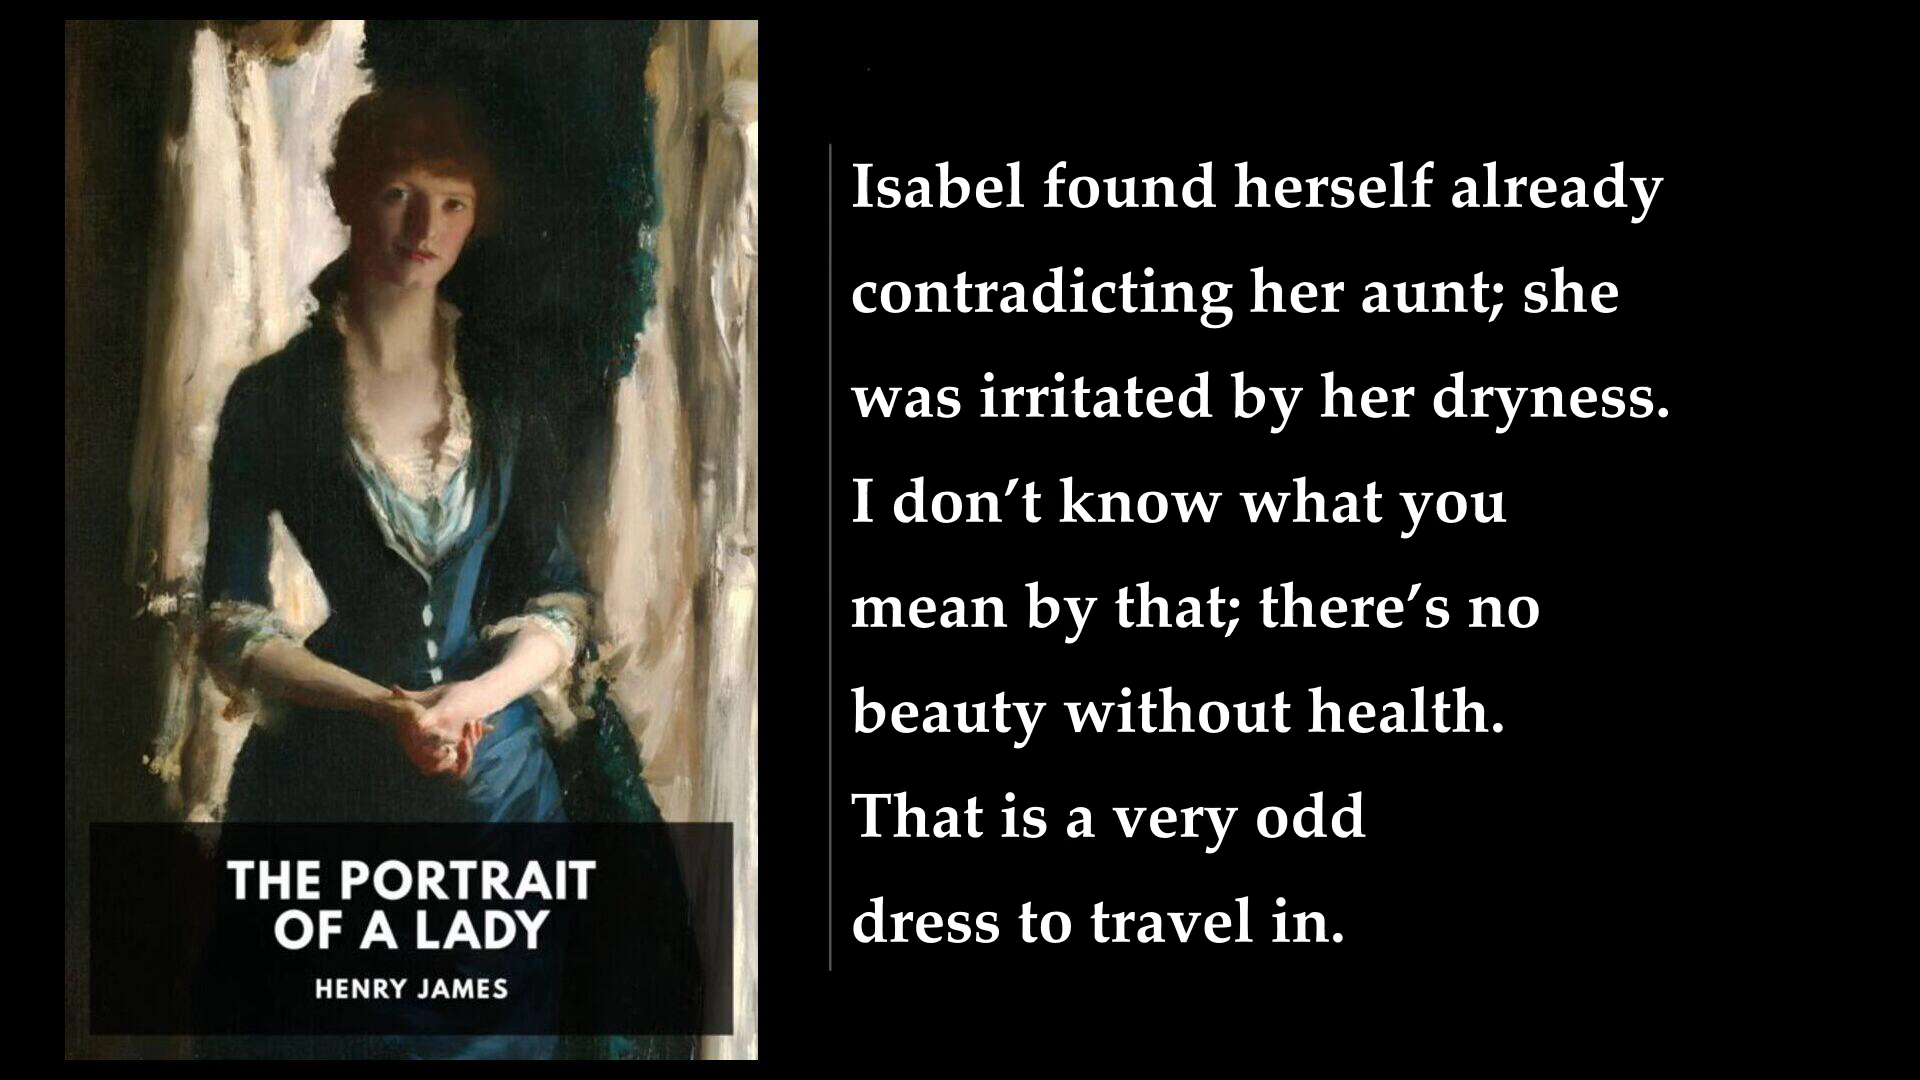 THE PORTRAIT
OF A LADY
HENRY JAMES
Isabel found herself already
contradicting her aunt; she
was irritated by her dryness.
I don’t know what you
mean by that; there’s no
beauty without health.
That is a very odd
dress to travel in.